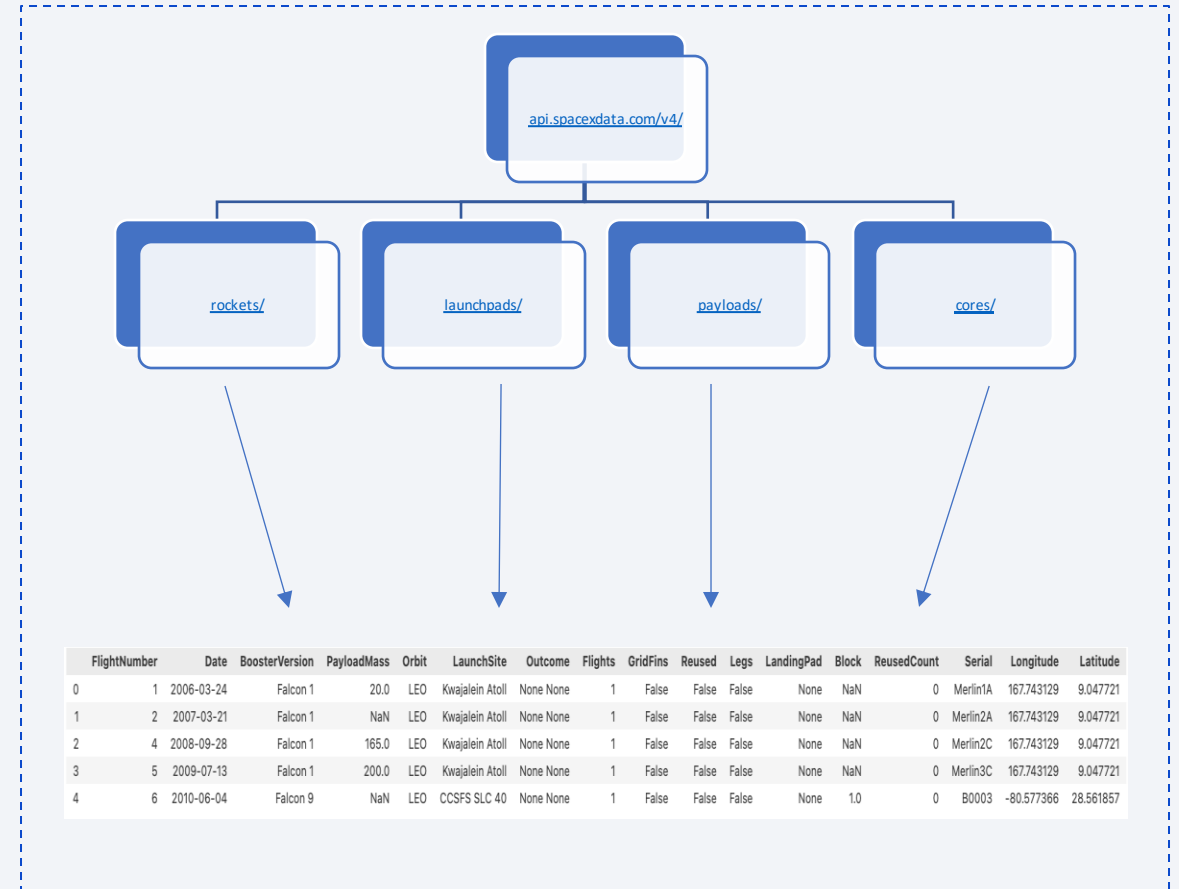 api.spacexdata.com/v4/
rockets/ launchpads/ payloads/ cores/
FlightNumber Date BoosterVersion PayloadMass Orbit LaunchSite Outcome Flights GridFins Reused Legs LandingPad Block ReusedCount Serial Longitude Latitude
0 1 2006-03-24 Falcon 1 20.0 LEO Kwajalein Atoll None None 1 False False False None NaN 0 Merlin1A 167.743129 9.047721
1 2 2007-03-21 Falcon 1 NaN LEO Kwajalein Atoll None None 1 False False False None NaN 0 Merlin2A 167.743129 9.047721
2 4 2008-09-28 Falcon 1 165.0 LEO Kwajalein Atoll None None 1 False False False None NaN 0 Merlin2C 167.743129 9.047721
3 5 2009-07-13 Falcon 1 200.0 LEO Kwajalein Atoll None None 1 False False False None NaN 0 Merlin3C 167.743129 9.047721
4 6 2010-06-04 Falcon 9 NaN LEO CCSFS SLC 40 None None 1 False False False None 1.0 0 B0003 -80.577366 28.561857